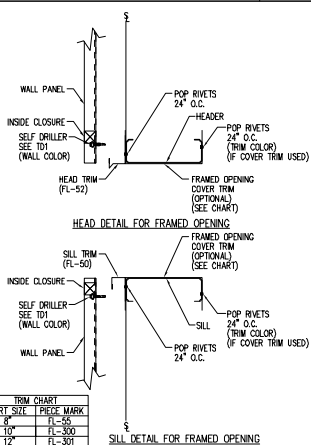 WALL PANEL
INSIDE CLOSURE
SELF DRILLER
SEE TD1
(WALL COLOR)
POP RIVETS
24" O.C.
HEADER
POP RIVETS
24" O.C.
(TRIM COLOR)
(IF COVER TRIM USED)
HEAD TRIM
(FL-52)
FRAMED OPENING
COVER TRIM
(OPTIONAL)
(SEE CHART)
HEAD DETAIL FOR FRAMED OPENING
SILL TRIM
(FL-50)
FRAMED OPENING
COVER TRIM
(OPTIONAL)
(SEE CHART)
INSIDE CLOSURE
SELF DRILLER
SEE TD1
(WALL COLOR)
WALL PANEL
SILL
POP RIVETS
24" O.C.
POP RIVETS
24" O.C.
(TRIM COLOR)
(IF COVER TRIM USED)
TRIM CHART
RT SIZE PIECE MARK
8" FL-55
10" FL-300
12" FL-301
SILL DETAIL FOR FRAMED OPENING